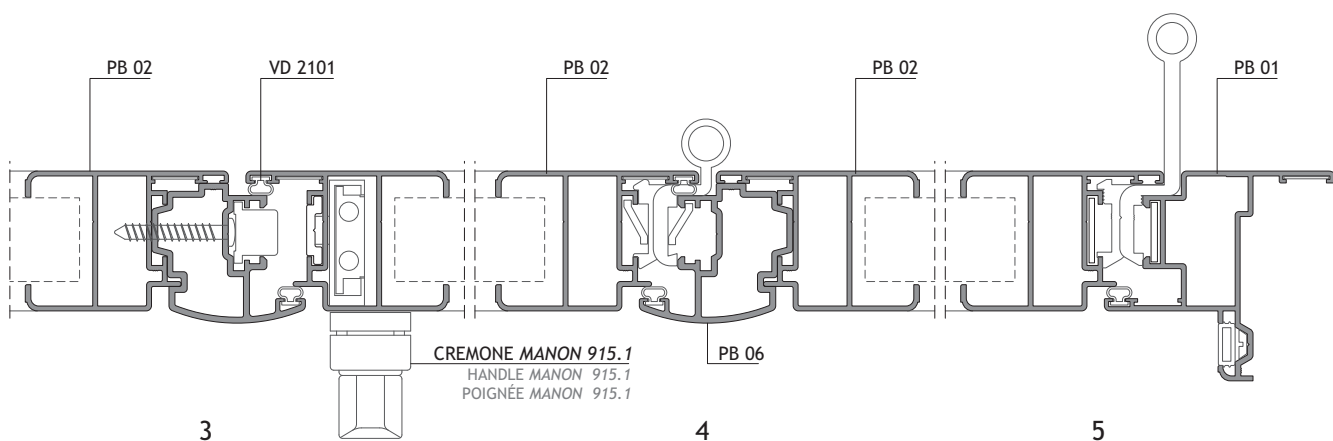 PB 02
VD 2101
PB 02
PB 02
PB 01
CREMONE MANON 915.1
HANDLE MANON 915.1
POIGNÉE MANON 915.1
PB 06
3
4
5